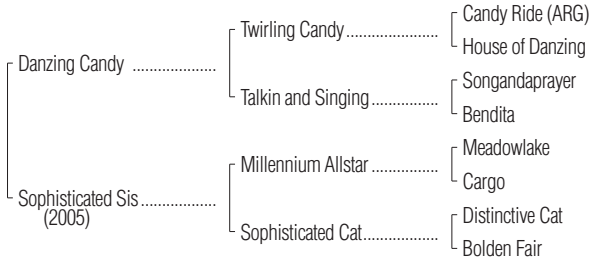 Candy Ride (ARG)
Twirling Candy....................
House of Danzing
Danzing Candy ...................
Songandaprayer
Talkin and Singing...............
Bendita
Meadowlake
Millennium Allstar ...............
Cargo
Sophisticated Sis.................
(2005)
Distinctive Cat
Sophisticated Cat.................
Bolden Fair